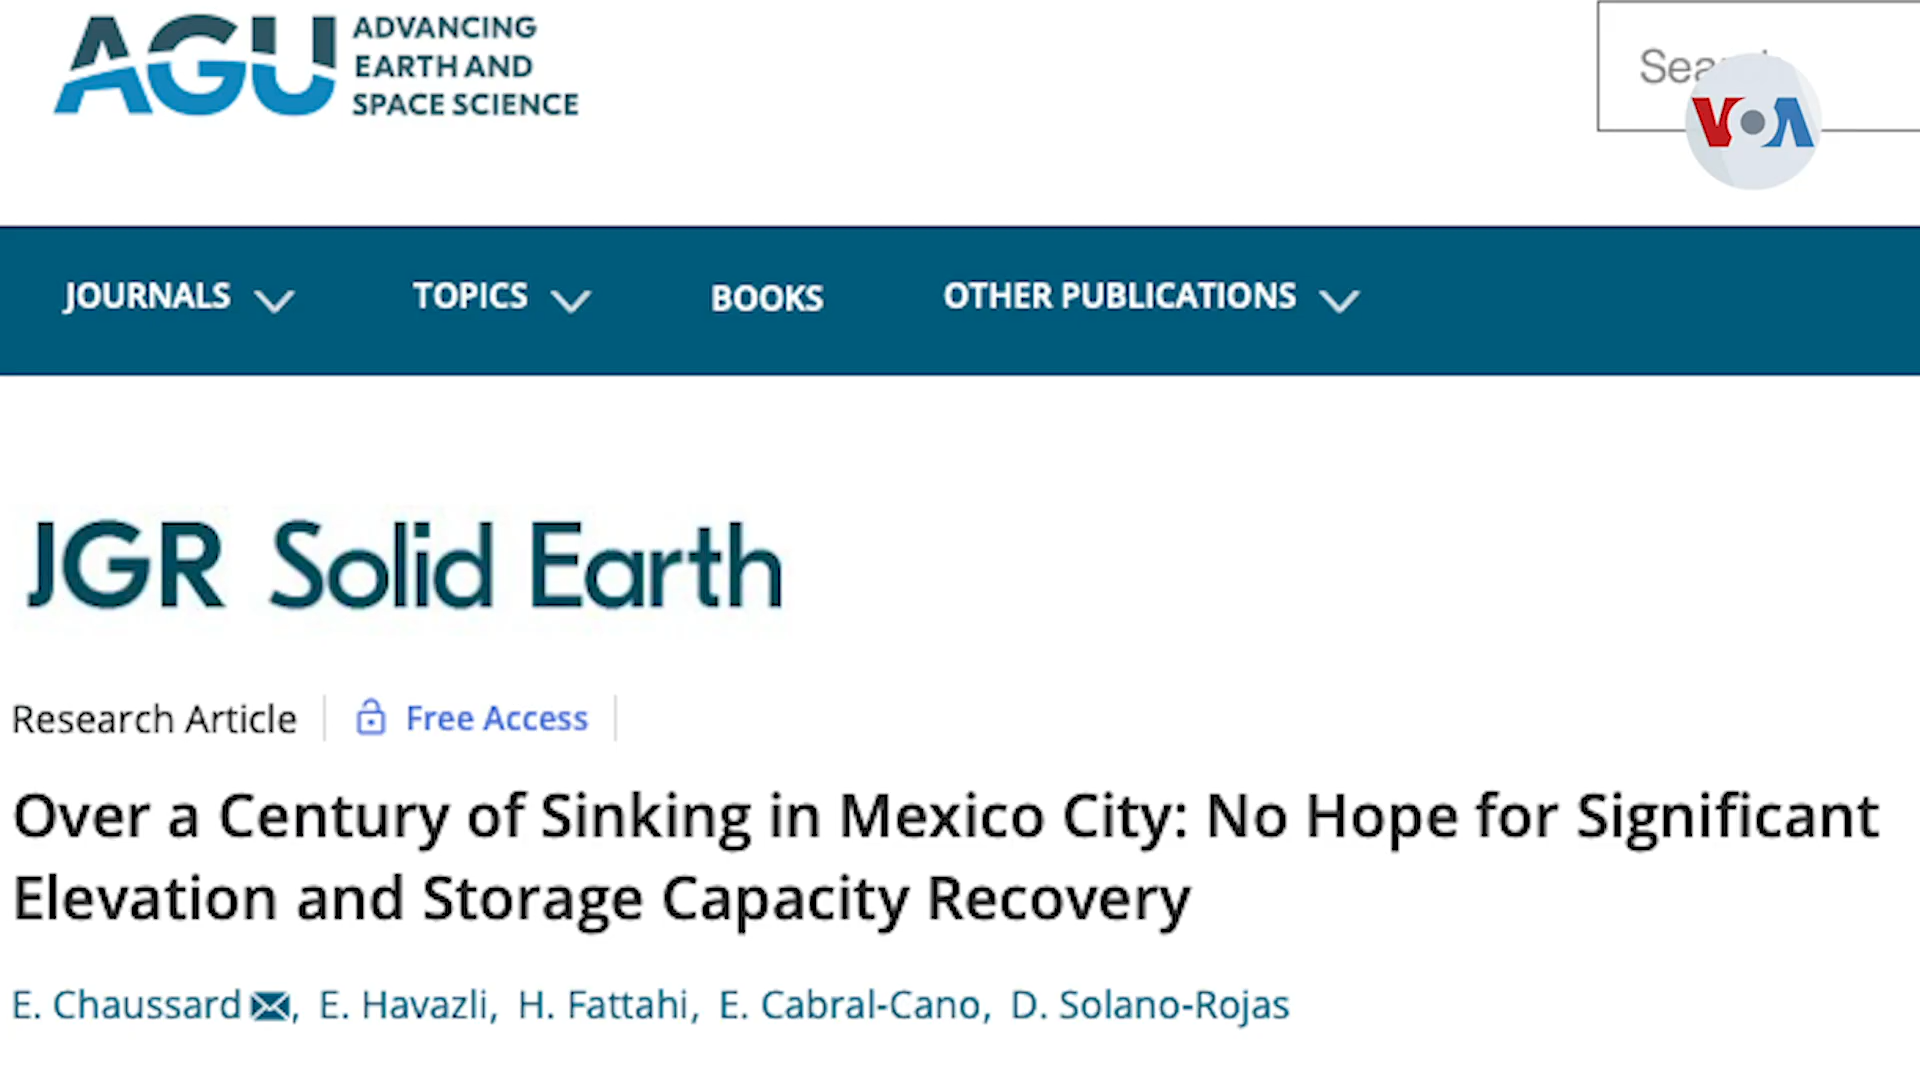 AGU
ADVANCING
EARTH AND
SPACE SCIENCE
VOA
JOURNALS
TOPICS
BOOKS
OTHER PUBLICATIONS
JGR Solid Earth
Research Article
Free Access
Over a Century of Sinking in Mexico City: No Hope for Significant
Elevation and Storage Capacity Recovery
E. Chaussard, E. Havazli, H. Fattahi, E. Cabral-Cano, D. Solano-Rojas